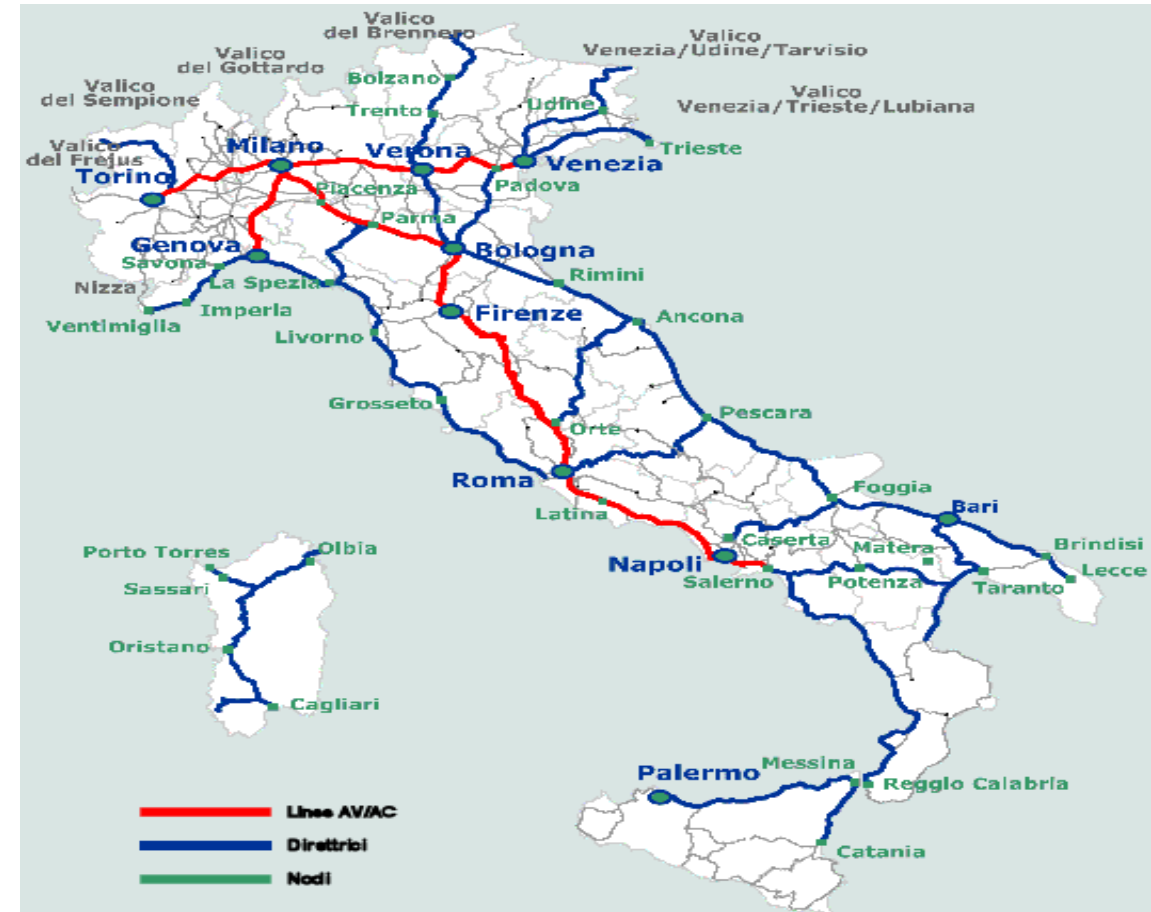 Valico
del Brennero
Valico
Venezia/Udine/Tarvisio
Valico
del Gottardo
Bolzano
Valico
del Sempione
Trento
Udine
Valico
Venezia/Trieste/Lubiana
Valico
del Frejus
Milano
Verona
Venezia
Trieste
Torino
Piacenza
Padova
Parma
Genova
Bologna
Savona
La Spezia
Rimini
Nizza
Imperia
Ventimiglia
Livorno
Firenze
Ancona
Grosseto
Orte
Pescara
Roma
Latina
Foggia
Bari
Caserta
Matera
Brindisi
Napoli
Salerno
Potenza
Taranto
Lecce
Porto Torres
Olbia
Sassari
Oristano
Cagliari
Messina
Palermo
Reggio Calabria
Catania
Linee AV/AC
Direttrici
Nodi